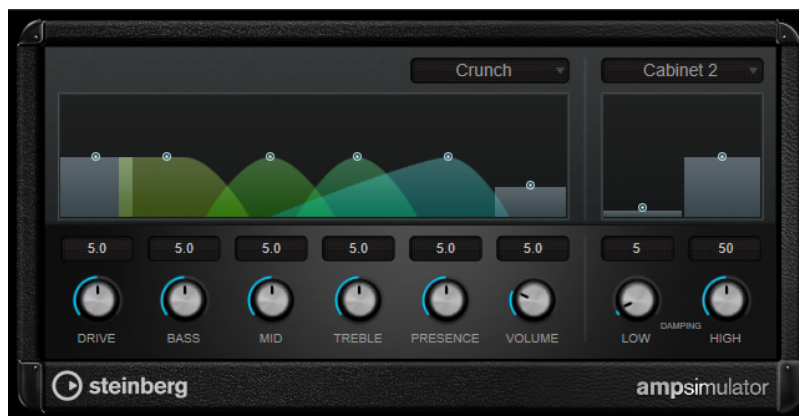 Crunch
Cabinet 2
5.0 5.0 5.0 5.0 5.0 5.0 5 50
DRIVE BASS MID TREBLE PRESENCE VOLUME LOW DAMPING HIGH
steinberg
ampsimulator